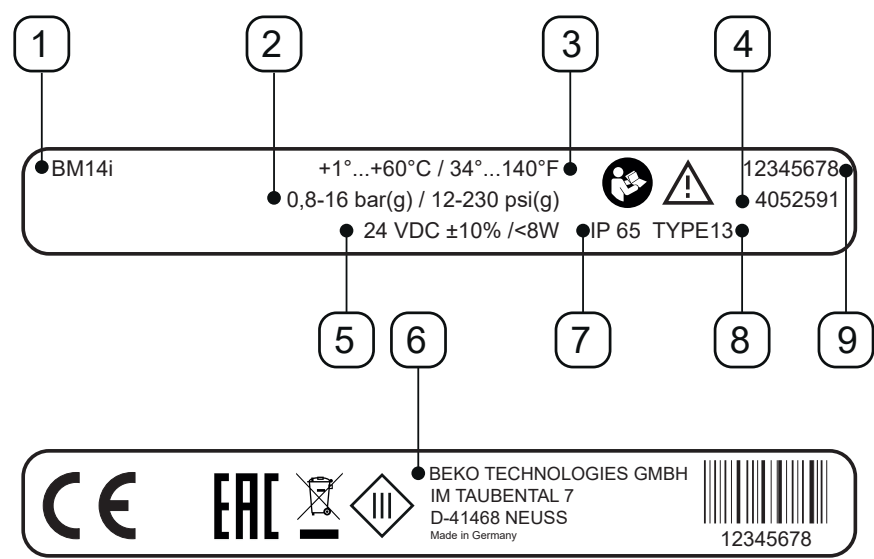 1 2 3 4
BM14i +1°...+60°C / 34°...140°F 12345678
0,8-16 bar(g) / 12-230 psi(g) 4052591
24 VDC ±10% /<8W IP 65 TYPE13
5 6 7 8 9
CE EAC III
BEKO TECHNOLOGIES GMBH
IM TAUBENTAL 7
D-41468 NEUSS
Made in Germany
12345678